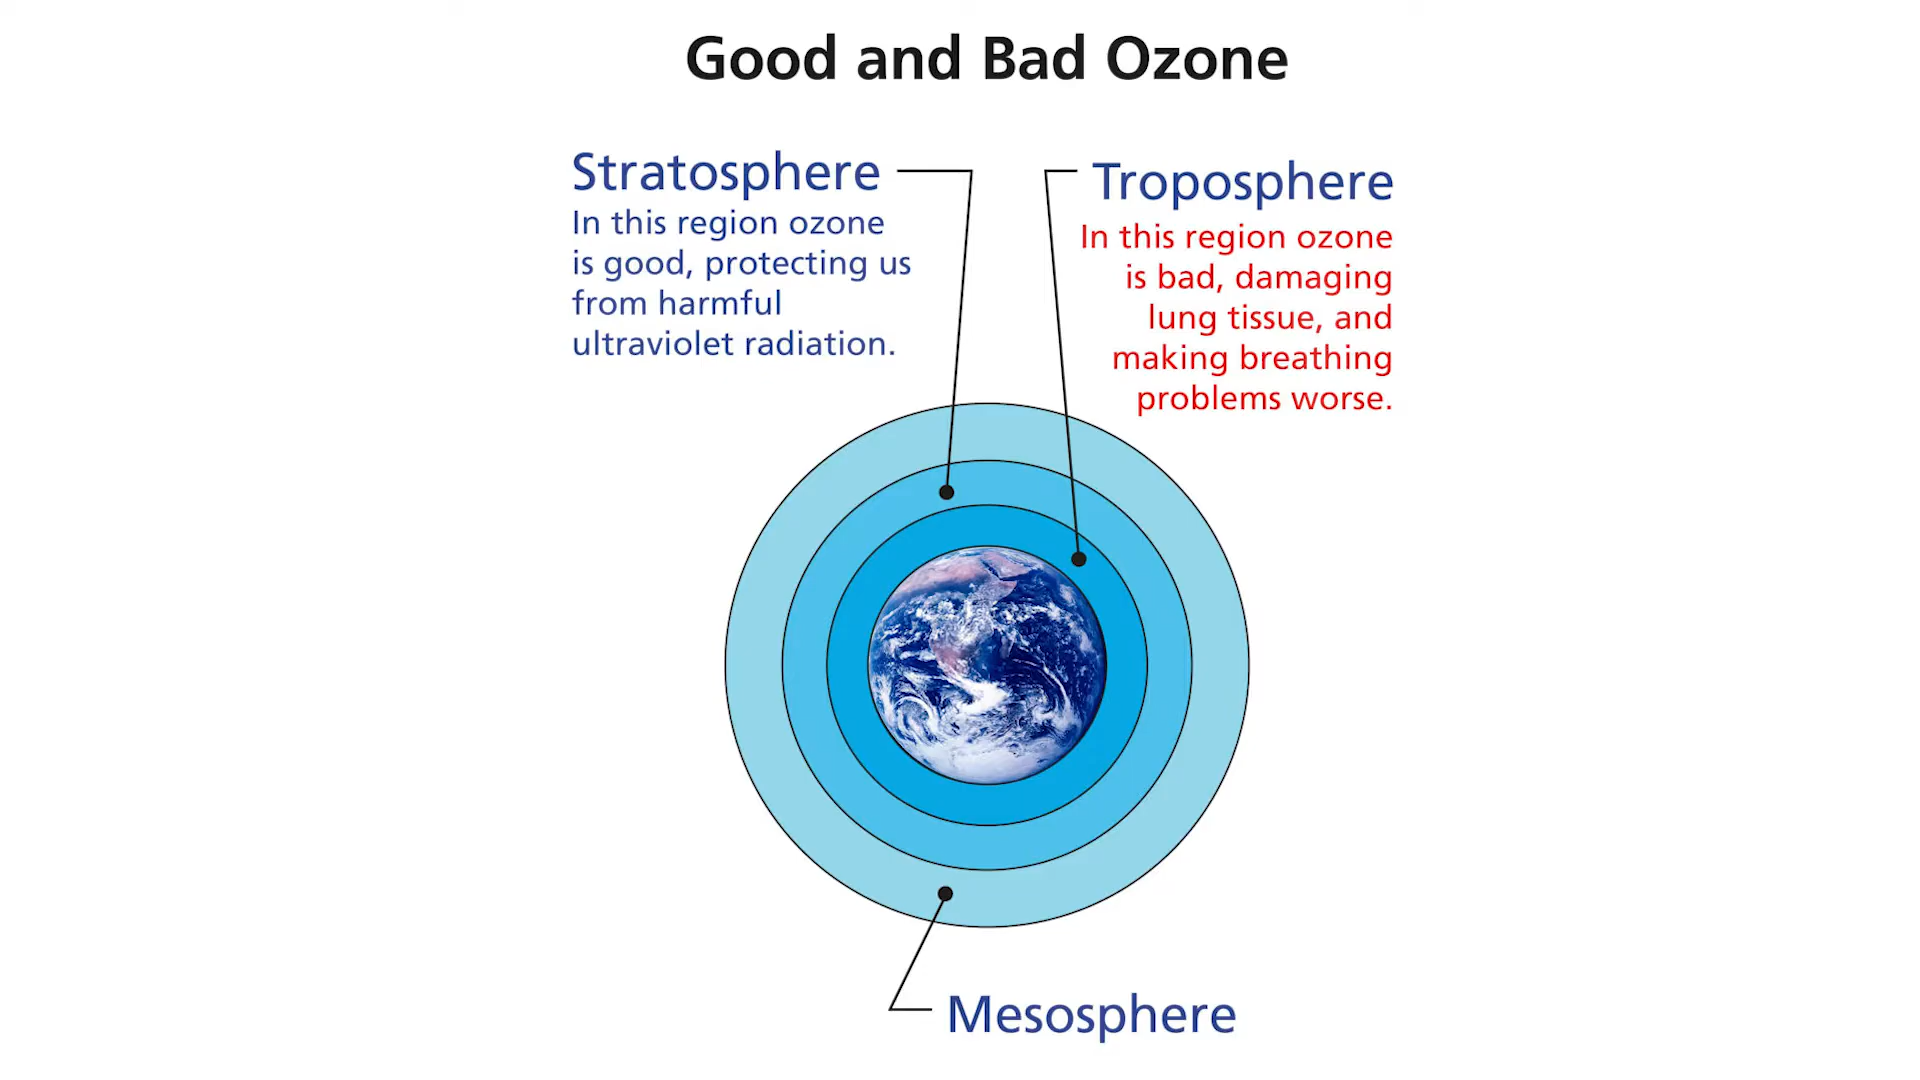 Good and Bad Ozone
Stratosphere
In this region ozone
is good, protecting us
from harmful
ultraviolet radiation.
Troposphere
In this region ozone
is bad, damaging
lung tissue, and
making breathing
problems worse.
Mesosphere